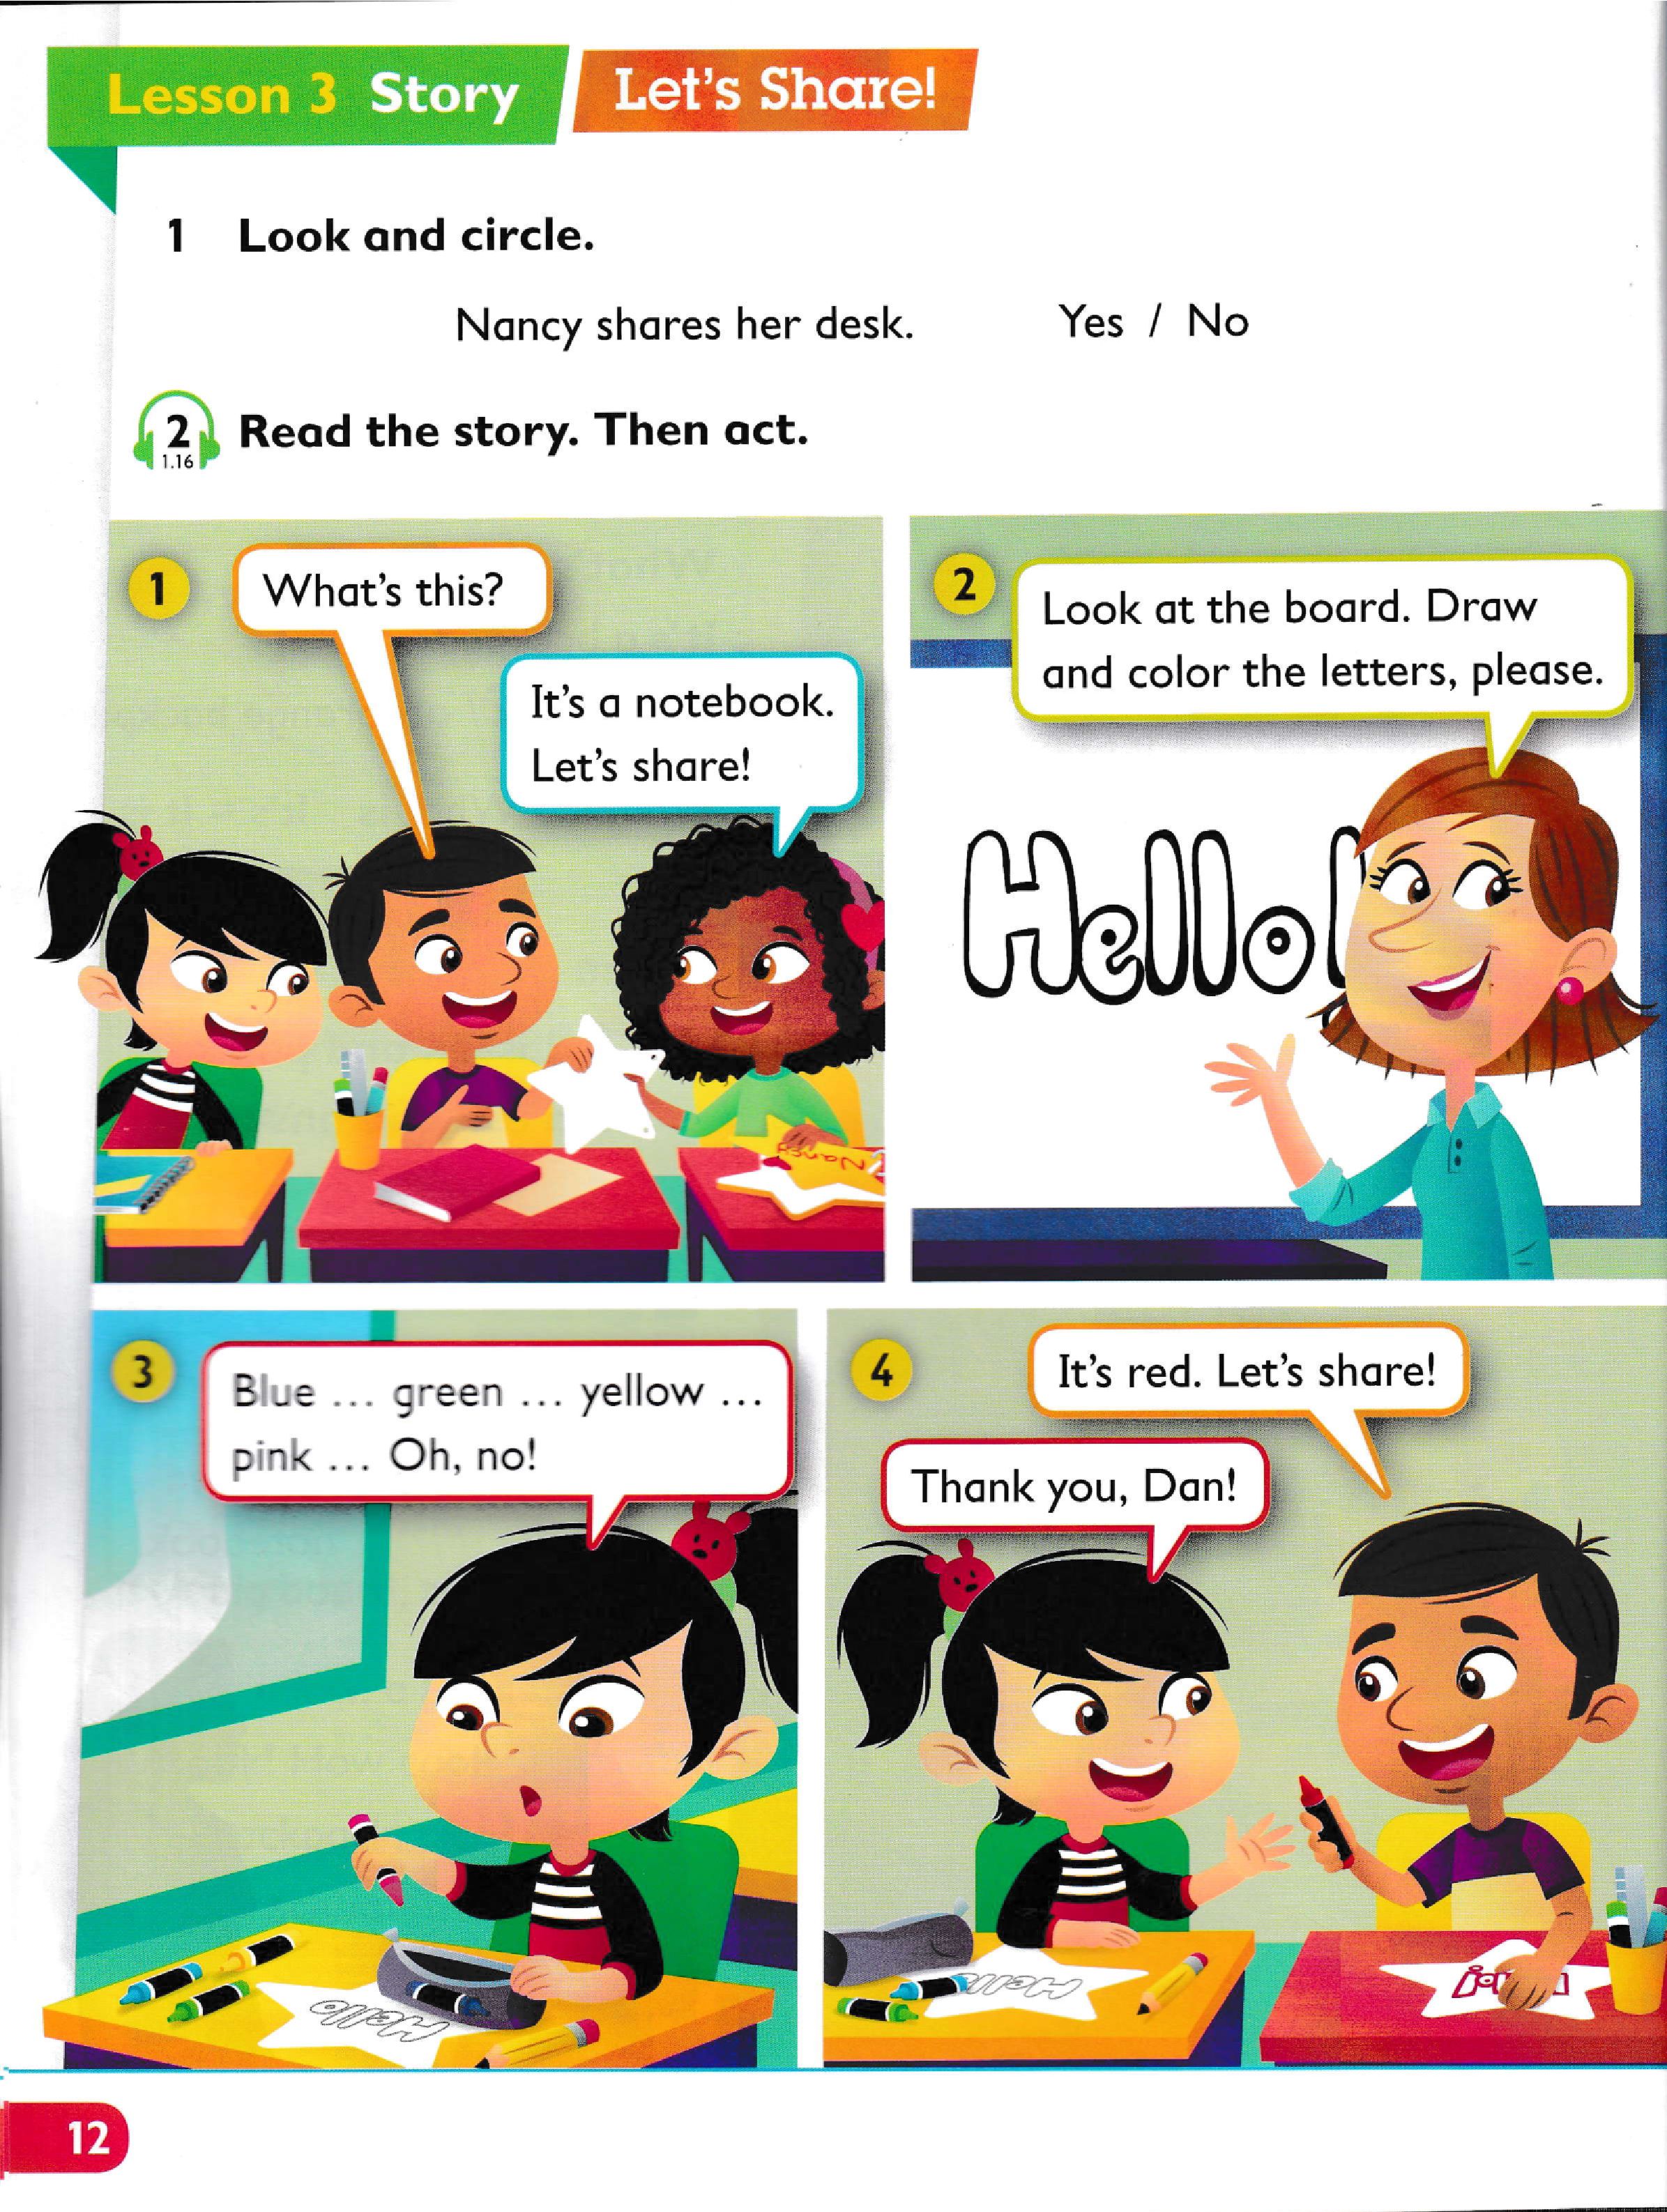 Lesson 3 Story Let's Share!
1 Look and circle.
Nancy shares her desk. Yes / No
2 Read the story. Then act.
1.16
1
What's this?
It's a notebook.
Let's share!
Nancy
2
Look at the board. Draw
and color the letters, please.
Hello!
3
Blue ... green ... yellow ...
pink ... Oh, no!
Hello
4
It's red. Let's share!
Thank you, Dan!
Hello
12